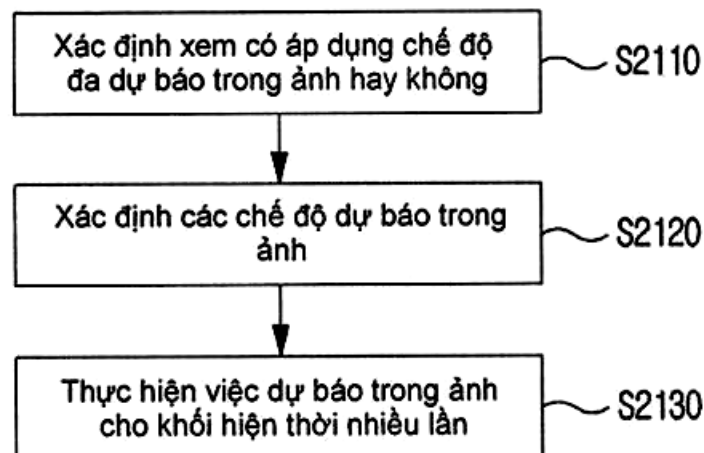 Xác định xem có áp dụng chế độ
đa dự báo trong ảnh hay không
S2110
Xác định các chế độ dự báo trong
ảnh
S2120
Thực hiện việc dự báo trong ảnh
cho khối hiện thời nhiều lần
S2130